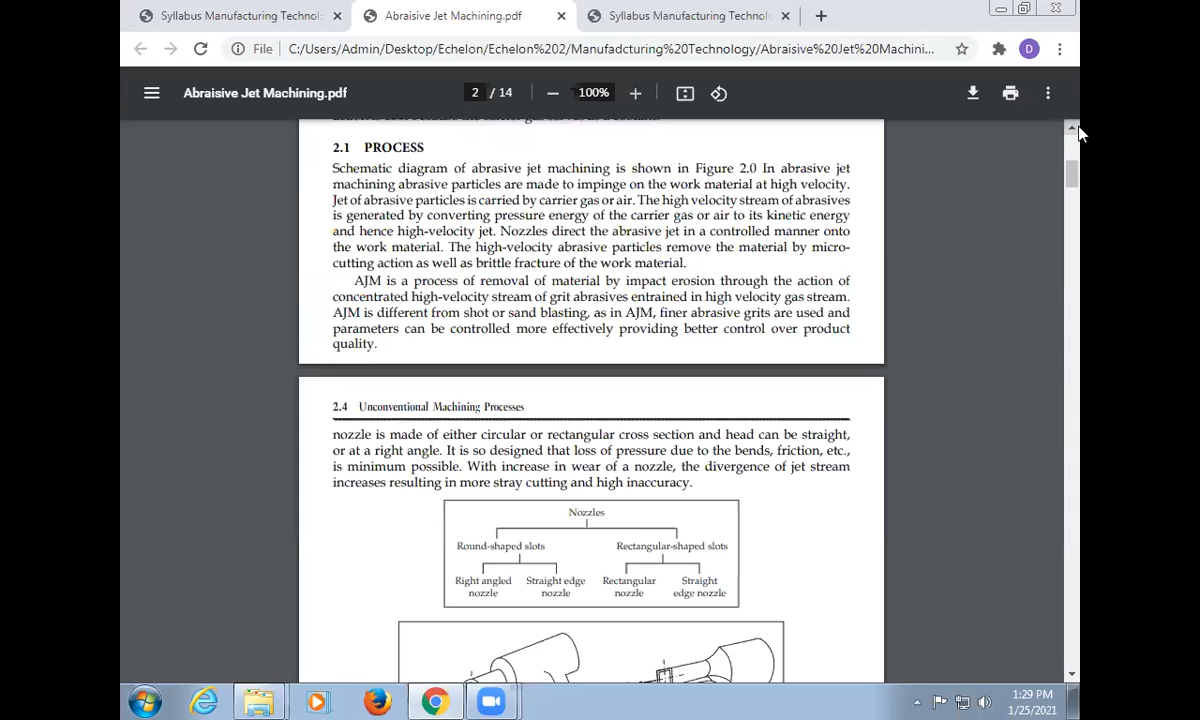 Syllabus Manufacturing Technolo
Abraisive Jet Machining.pdf
Syllabus Manufacturing Technolo
File
C:/Users/Admin/Desktop/Echelon/Echelon%202/Manufadcturing%20Technology/Abraisive%20Jet%20Machini...
D
Abraisive Jet Machining.pdf
2 / 14
100%
2.1 PROCESS
Schematic diagram of abrasive jet machining is shown in Figure 2.0 In abrasive jet
machining abrasive particles are made to impinge on the work material at high velocity.
Jet of abrasive particles is carried by carrier gas or air. The high velocity stream of abrasives
is generated by converting pressure energy of the carrier gas or air to its kinetic energy
and hence high-velocity jet. Nozzles direct the abrasive jet in a controlled manner onto
the work material. The high-velocity abrasive particles remove the material by micro-
cutting action as well as brittle fracture of the work material.
AJM is a process of removal of material by impact erosion through the action of
concentrated high-velocity stream of grit abrasives entrained in high velocity gas stream.
AJM is different from shot or sand blasting, as in AJM, finer abrasive grits are used and
parameters can be controlled more effectively providing better control over product
quality.
2.4 Unconventional Machining Processes
nozzle is made of either circular or rectangular cross section and head can be straight,
or at a right angle. It is so designed that loss of pressure due to the bends, friction, etc.,
is minimum possible. With increase in wear of a nozzle, the divergence of jet stream
increases resulting in more stray cutting and high inaccuracy.
Nozzles
Round-shaped slots
Rectangular-shaped slots
Right angled
nozzle
Straight edge
nozzle
Rectangular
nozzle
Straight
edge nozzle
1:29 PM
1/25/2021